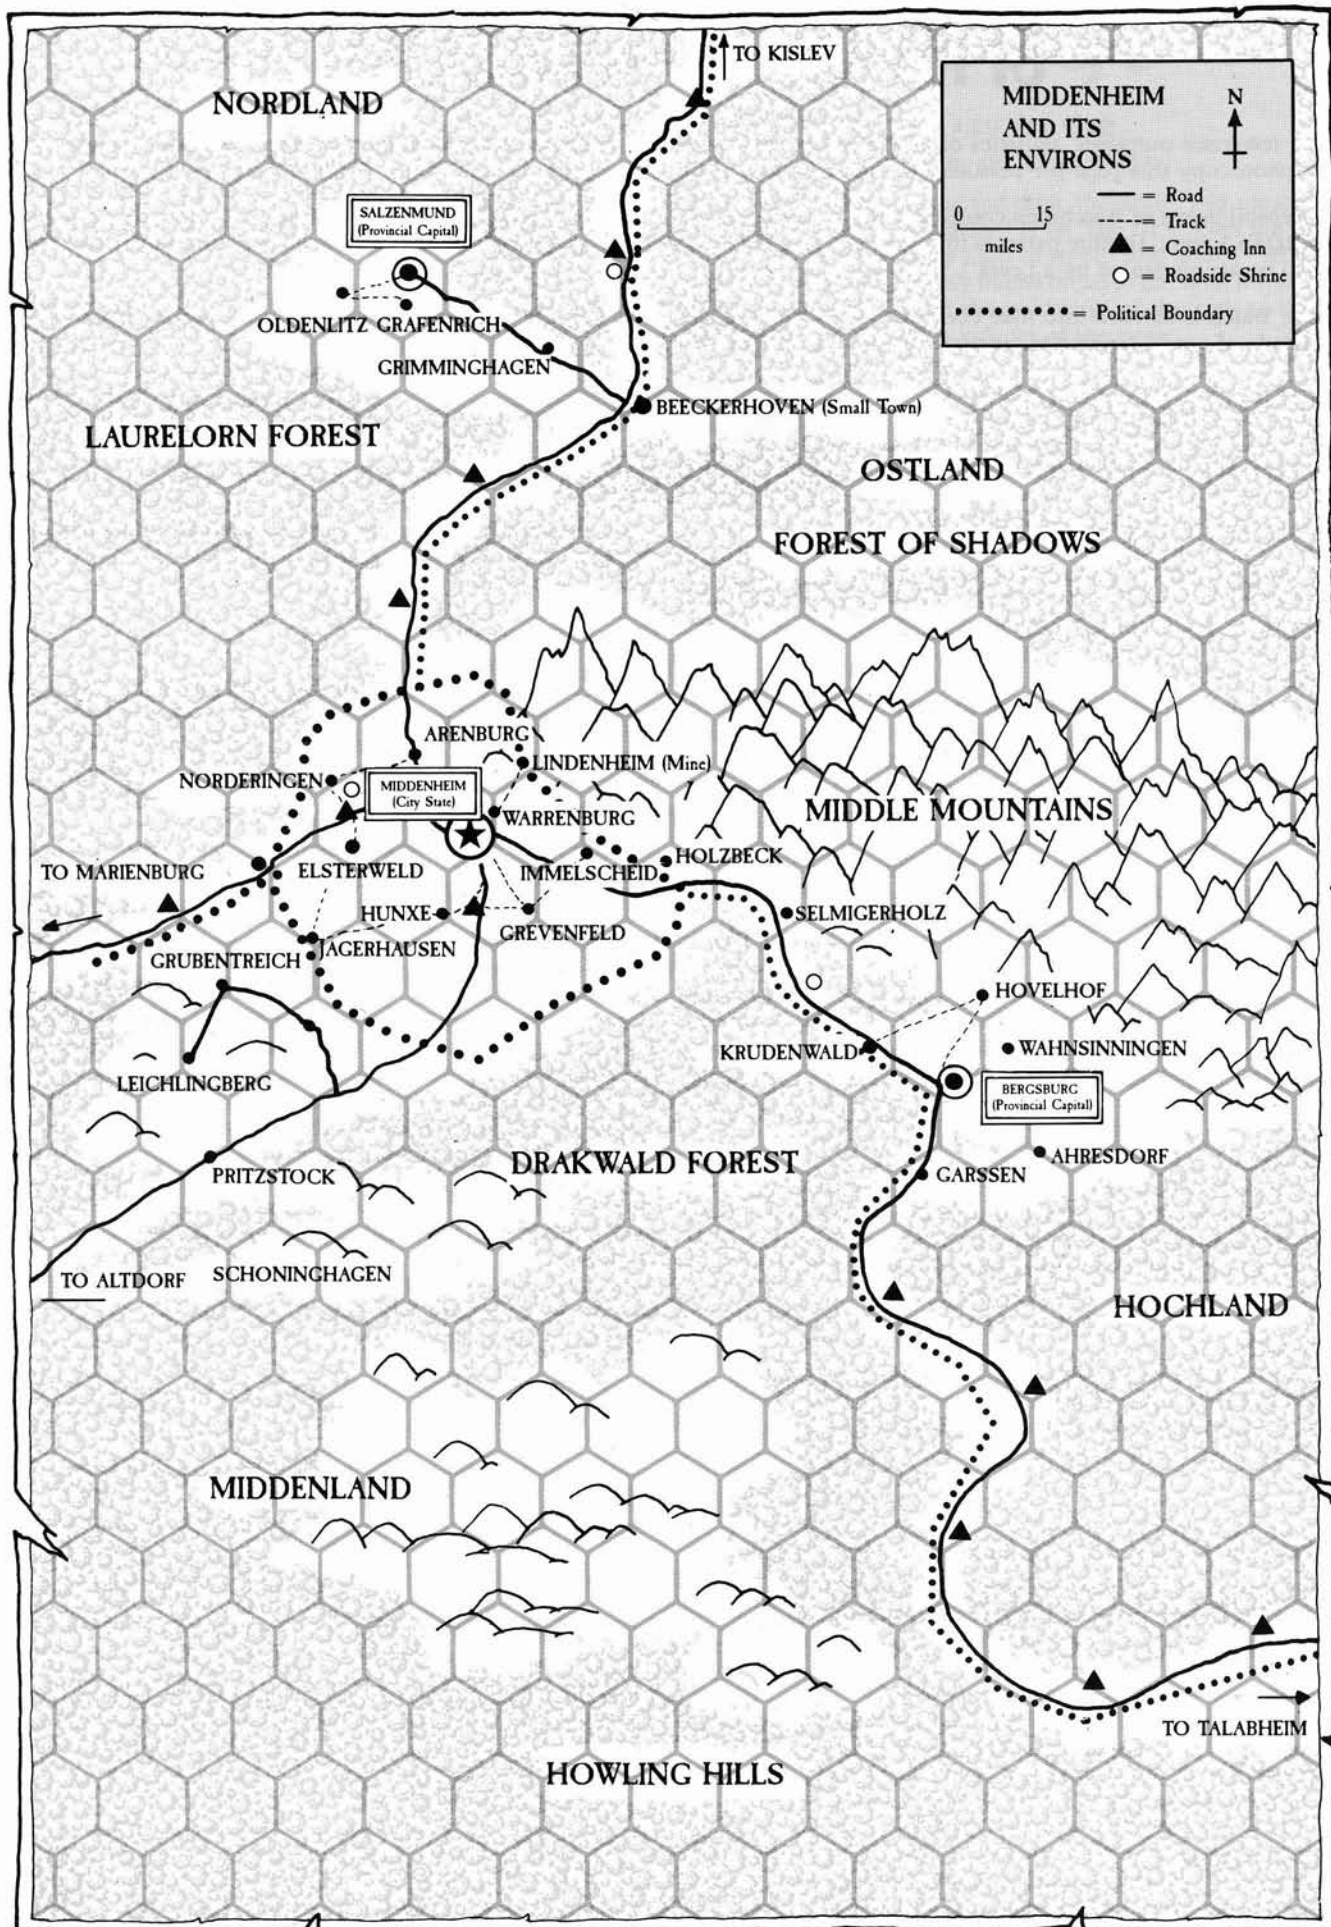 TO KISLEV
NORDLAND
MIDDENHEIM
AND ITS
ENVIRONS
N
0 15
miles
= Road
= Track
= Coaching Inn
= Roadside Shrine
= Political Boundary
SALZENMUND
(Provincial Capital)
OLDENLITZ GRAFENRICH
GRIMMINGHAGEN
BEECKERHOVEN (Small Town)
LAURELORN FOREST
OSTLAND
FOREST OF SHADOWS
ARENBURG
NORDERINGEN
LINDENHEIM (Mine)
MIDDENHEIM
(City State)
WARRENBURG
MIDDLE MOUNTAINS
TO MARIENBURG
ELSTERWELD
IMMELSCHEID
HOLZBECK
HUNXE
SELMIGERHOLZ
GREVENFELD
JAGERHAUSEN
GRUBENTREICH
HOVELHOF
KRUDENWALD
WAHNSINNINGEN
LEICHLINGBERG
BERGSBURG
(Provincial Capital)
DRAKWALD FOREST
AHRESDORF
PRITZSTOCK
GARSSEN
TO ALTDORF
SCHONINGHAGEN
HOCHLAND
MIDDENLAND
TO TALABHEIM
HOWLING HILLS